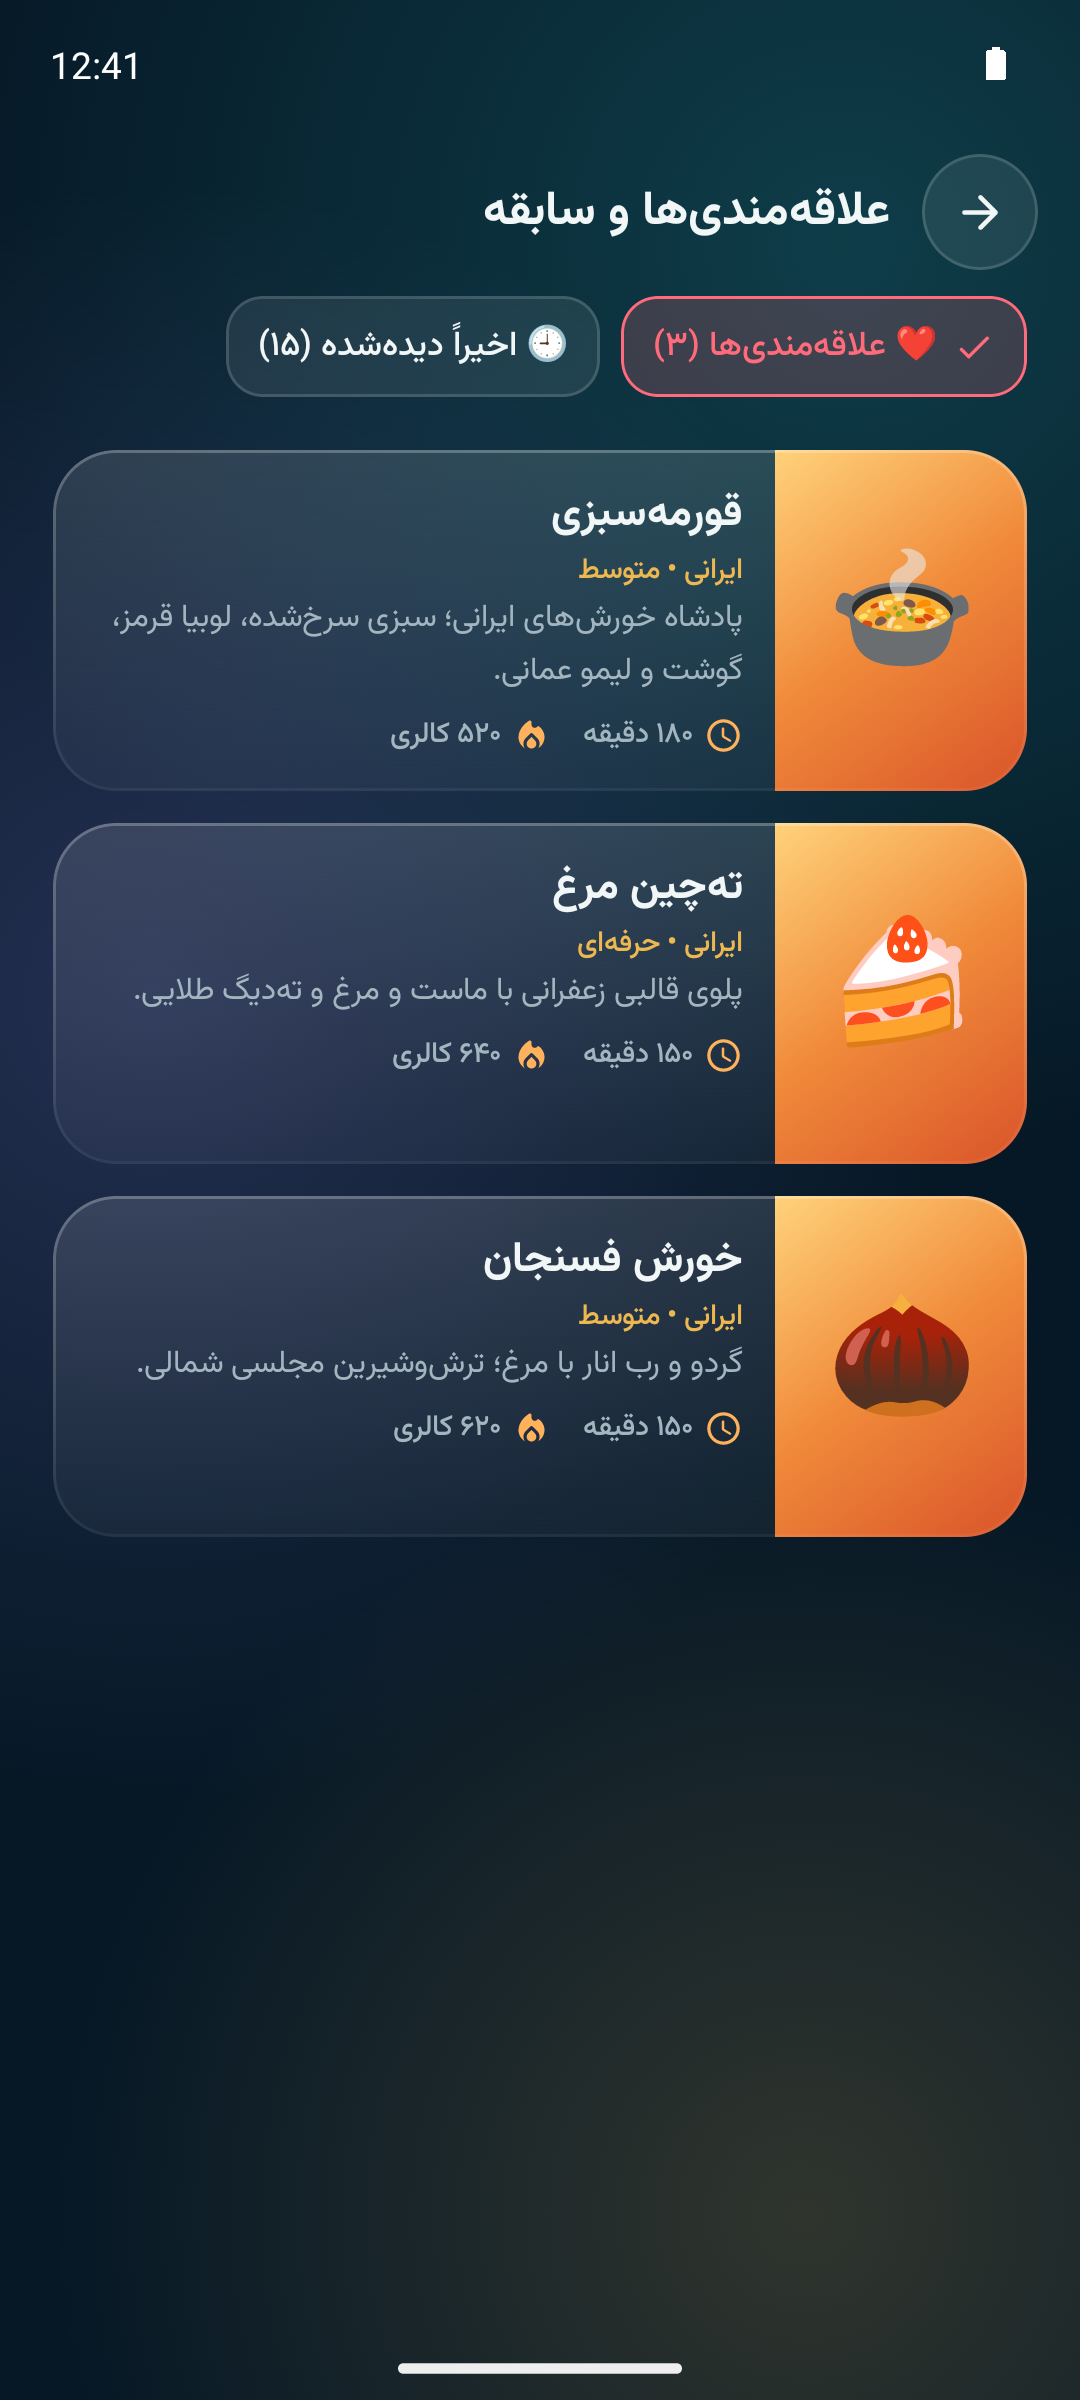 12:41
علاقه‌مندی‌ها و سابقه
❤️ علاقه‌مندی‌ها (۳)
🕘 اخیراً دیده‌شده (۱۵)
قورمه‌سبزی
ایرانی • متوسط
پادشاه خورش‌های ایرانی؛ سبزی سرخ‌شده، لوبیا قرمز،
گوشت و لیمو عمانی.
۱۸۰ دقیقه
۵۲۰ کالری
ته‌چین مرغ
ایرانی • حرفه‌ای
پلوی قالبی زعفرانی با ماست و مرغ و ته‌دیگ طلایی.
۱۵۰ دقیقه
۶۴۰ کالری
خورش فسنجان
ایرانی • متوسط
گردو و رب انار با مرغ؛ ترش‌وشیرین مجلسی شمالی.
۱۵۰ دقیقه
۶۲۰ کالری